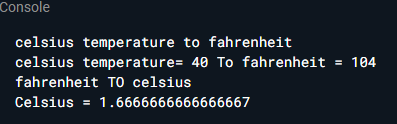 Console
celsius temperature to fahrenheit
celsius temperature= 40 To fahrenheit = 104
fahrenheit TO celsius
Celsius = 1.6666666666666667